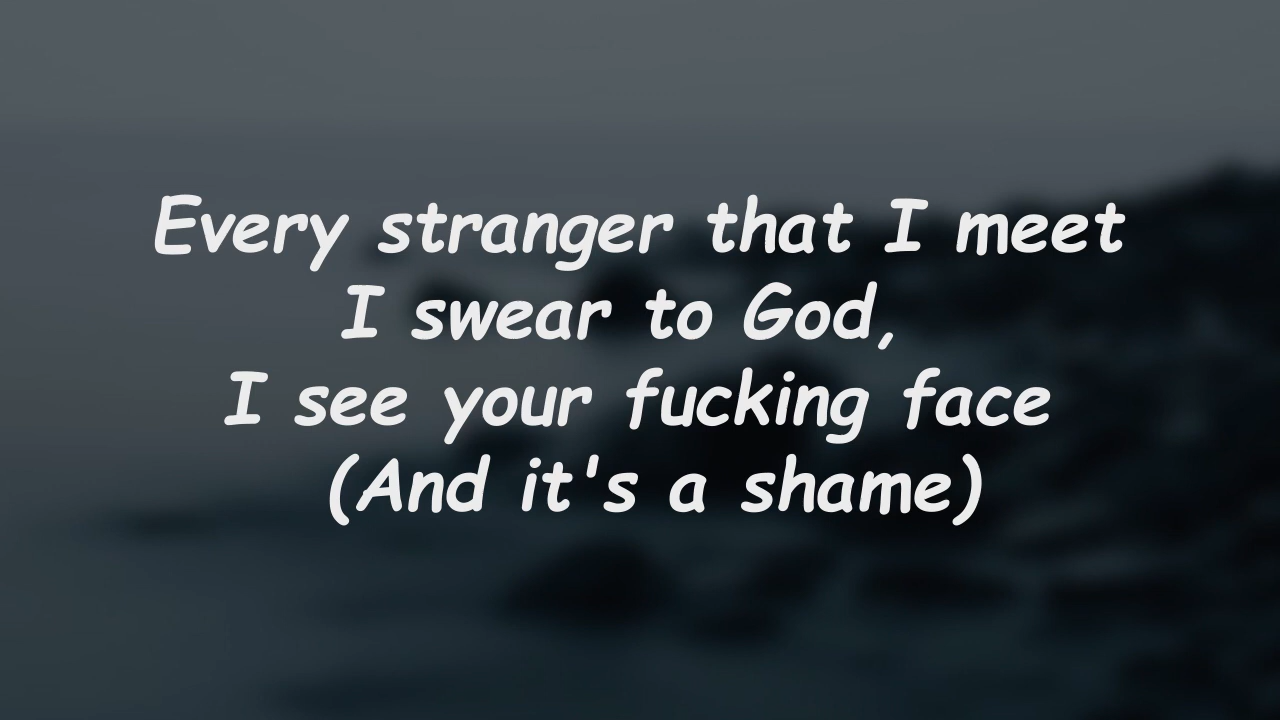 Every stranger that I meet
I swear to God,
I see your fucking face
(And it's a shame)